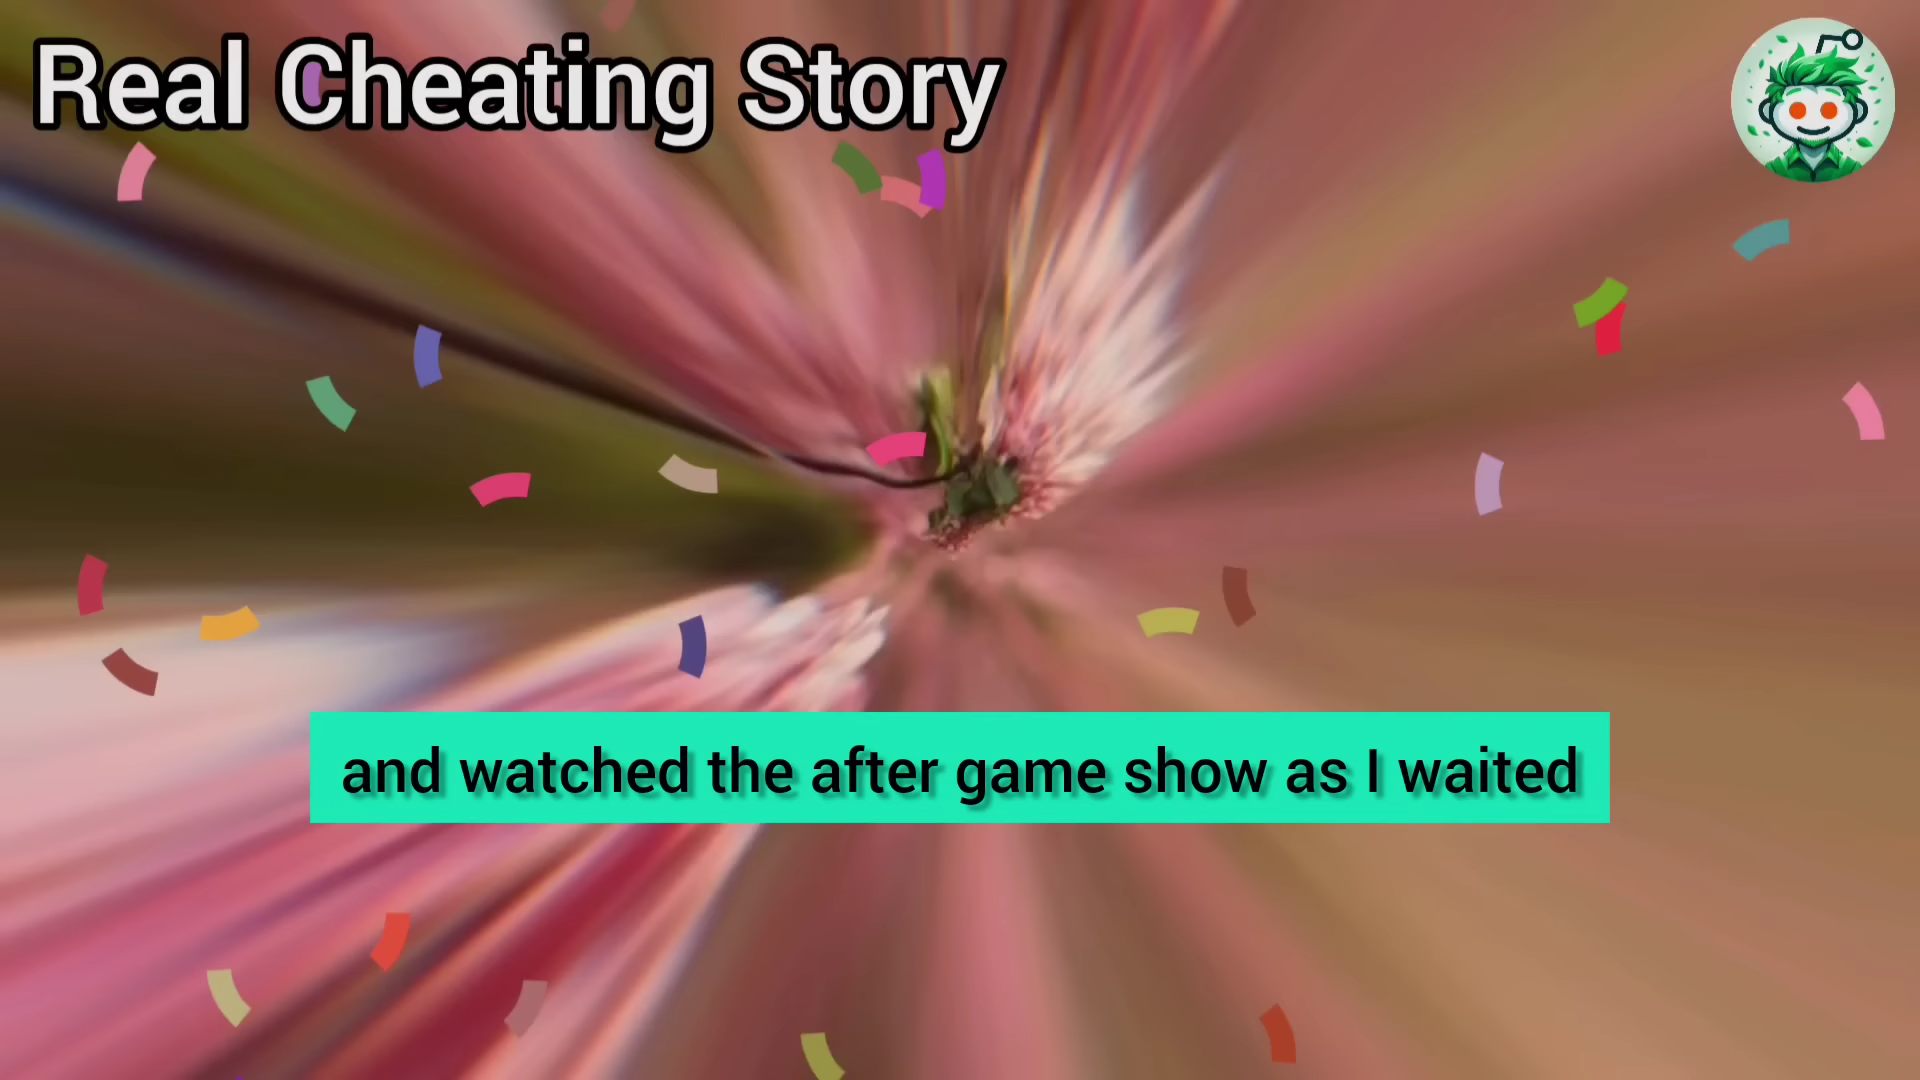 Real Cheating Story
and watched the after game show as I waited